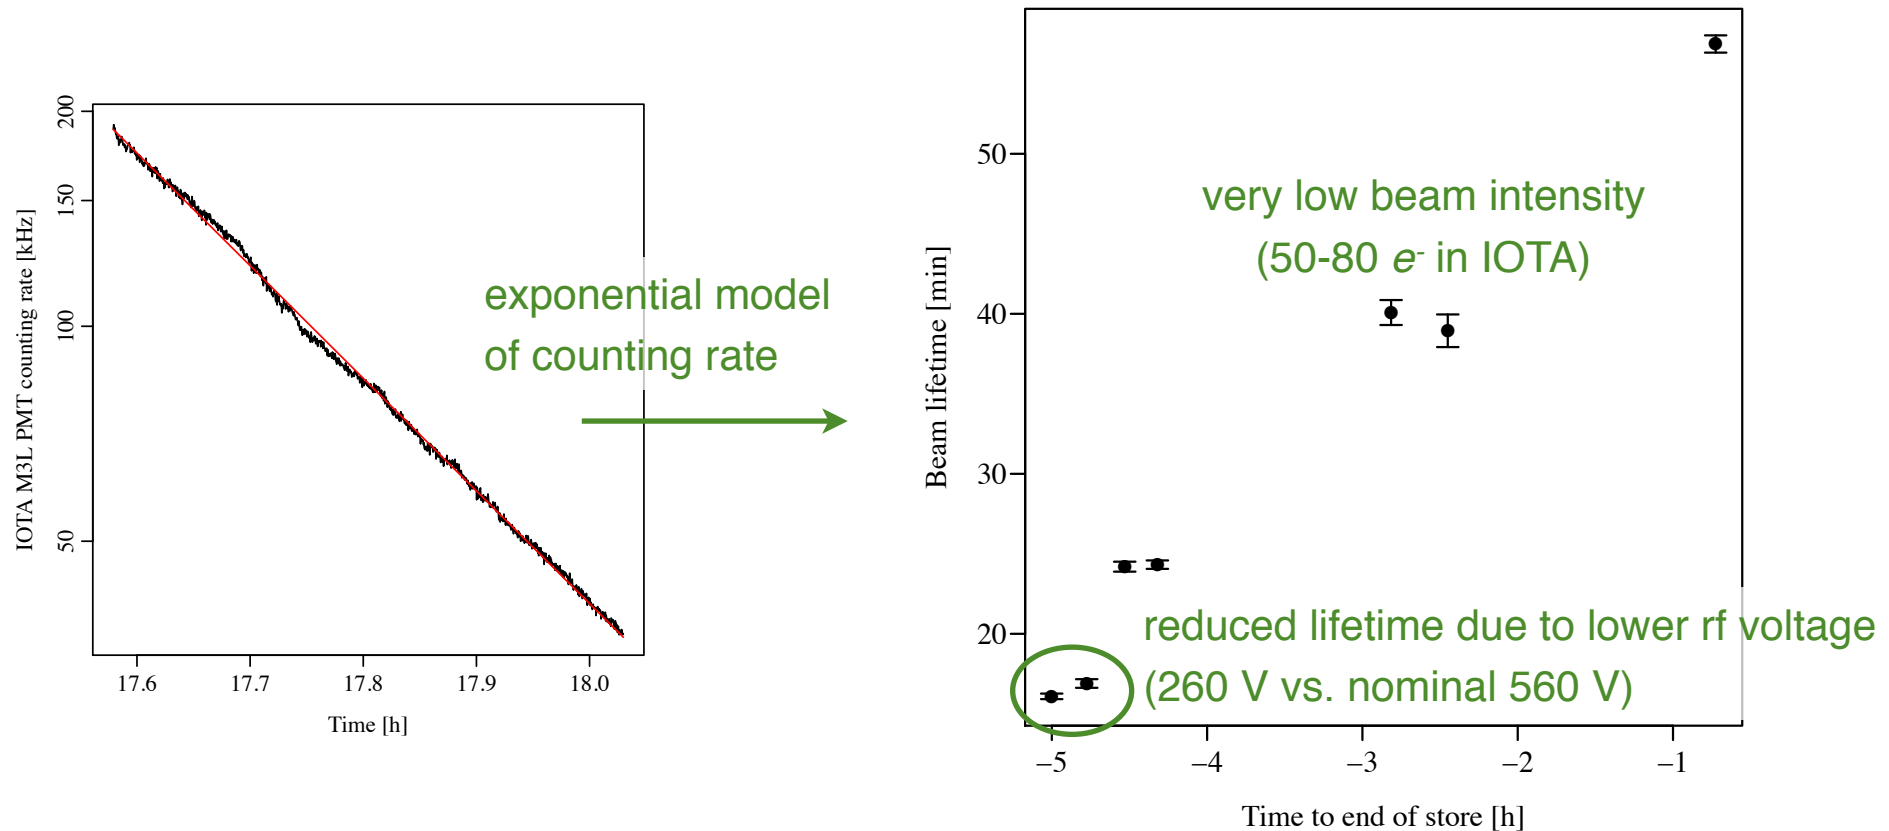 IOTA M3L PMT counting rate [kHz]
200
150
100
50
17.6 17.7 17.8 17.9 18.0
Time [h]
exponential model
of counting rate
Beam lifetime [min]
50
40
30
20
very low beam intensity
(50-80 e- in IOTA)
reduced lifetime due to lower rf voltage
(260 V vs. nominal 560 V)
−5 −4 −3 −2 −1
Time to end of store [h]